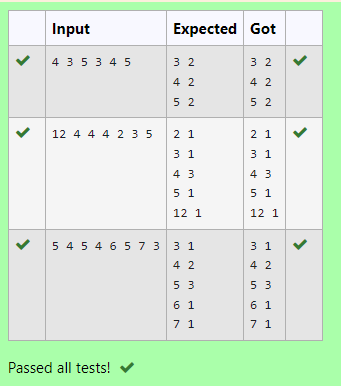 Input Expected Got
4 3 5 3 4 5 3 2 3 2
4 2 4 2
5 2 5 2
12 4 4 4 2 3 5 2 1 2 1
3 1 3 1
4 3 4 3
5 1 5 1
12 1 12 1
5 4 5 4 6 5 7 3 3 1 3 1
4 2 4 2
5 3 5 3
6 1 6 1
7 1 7 1
Passed all tests!